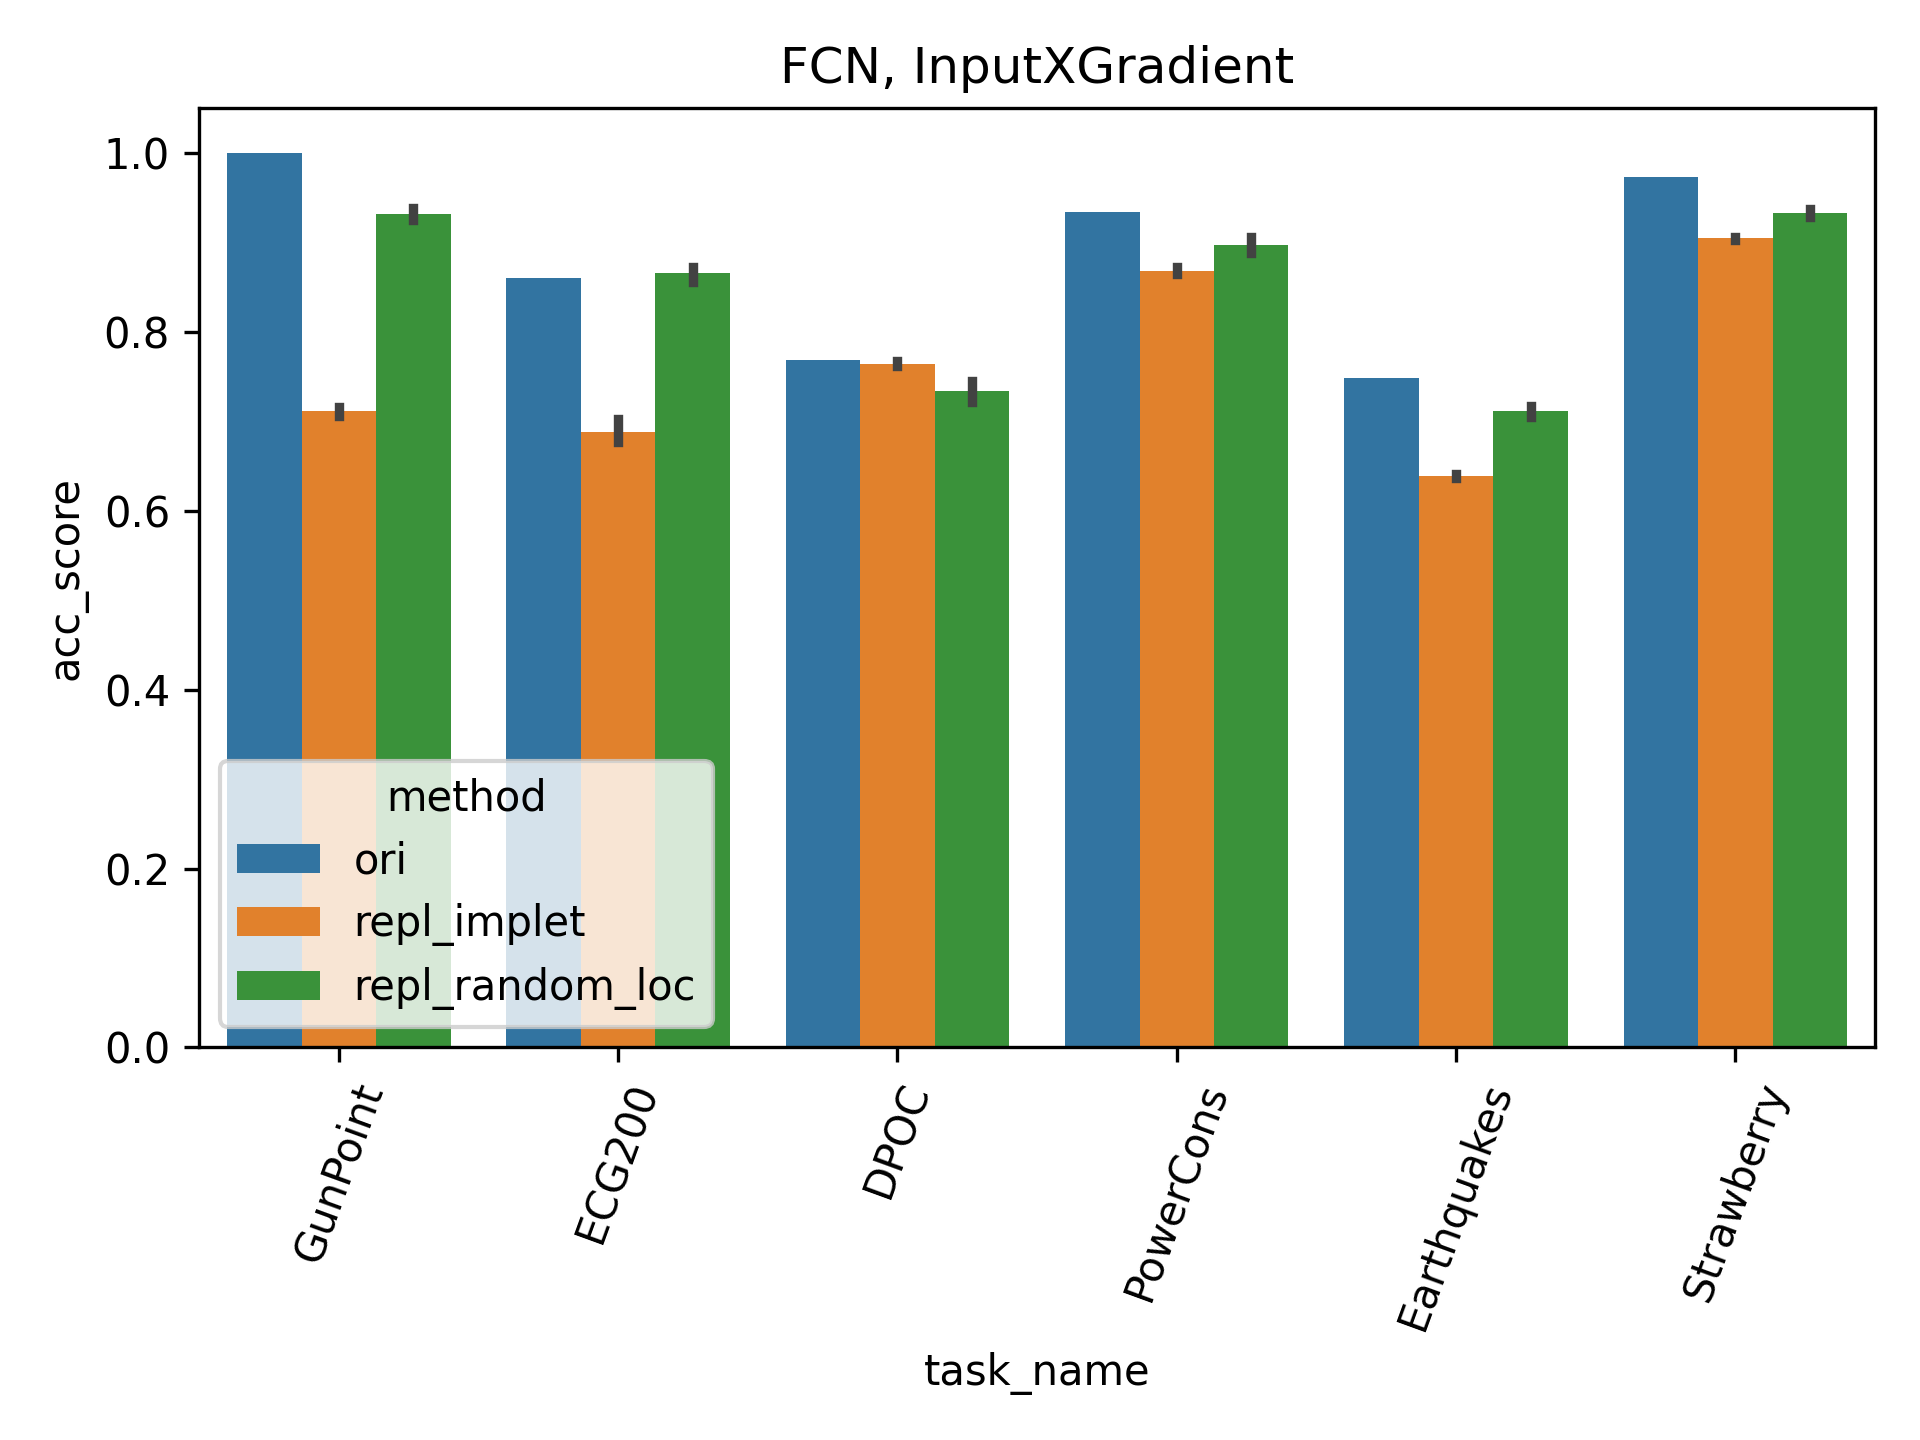 FCN, InputXGradient
acc_score
1.0
0.8
0.6
0.4
0.2
0.0
method
ori
repl_implet
repl_random_loc
GunPoint
ECG200
DPOC
PowerCons
Earthquakes
Strawberry
task_name